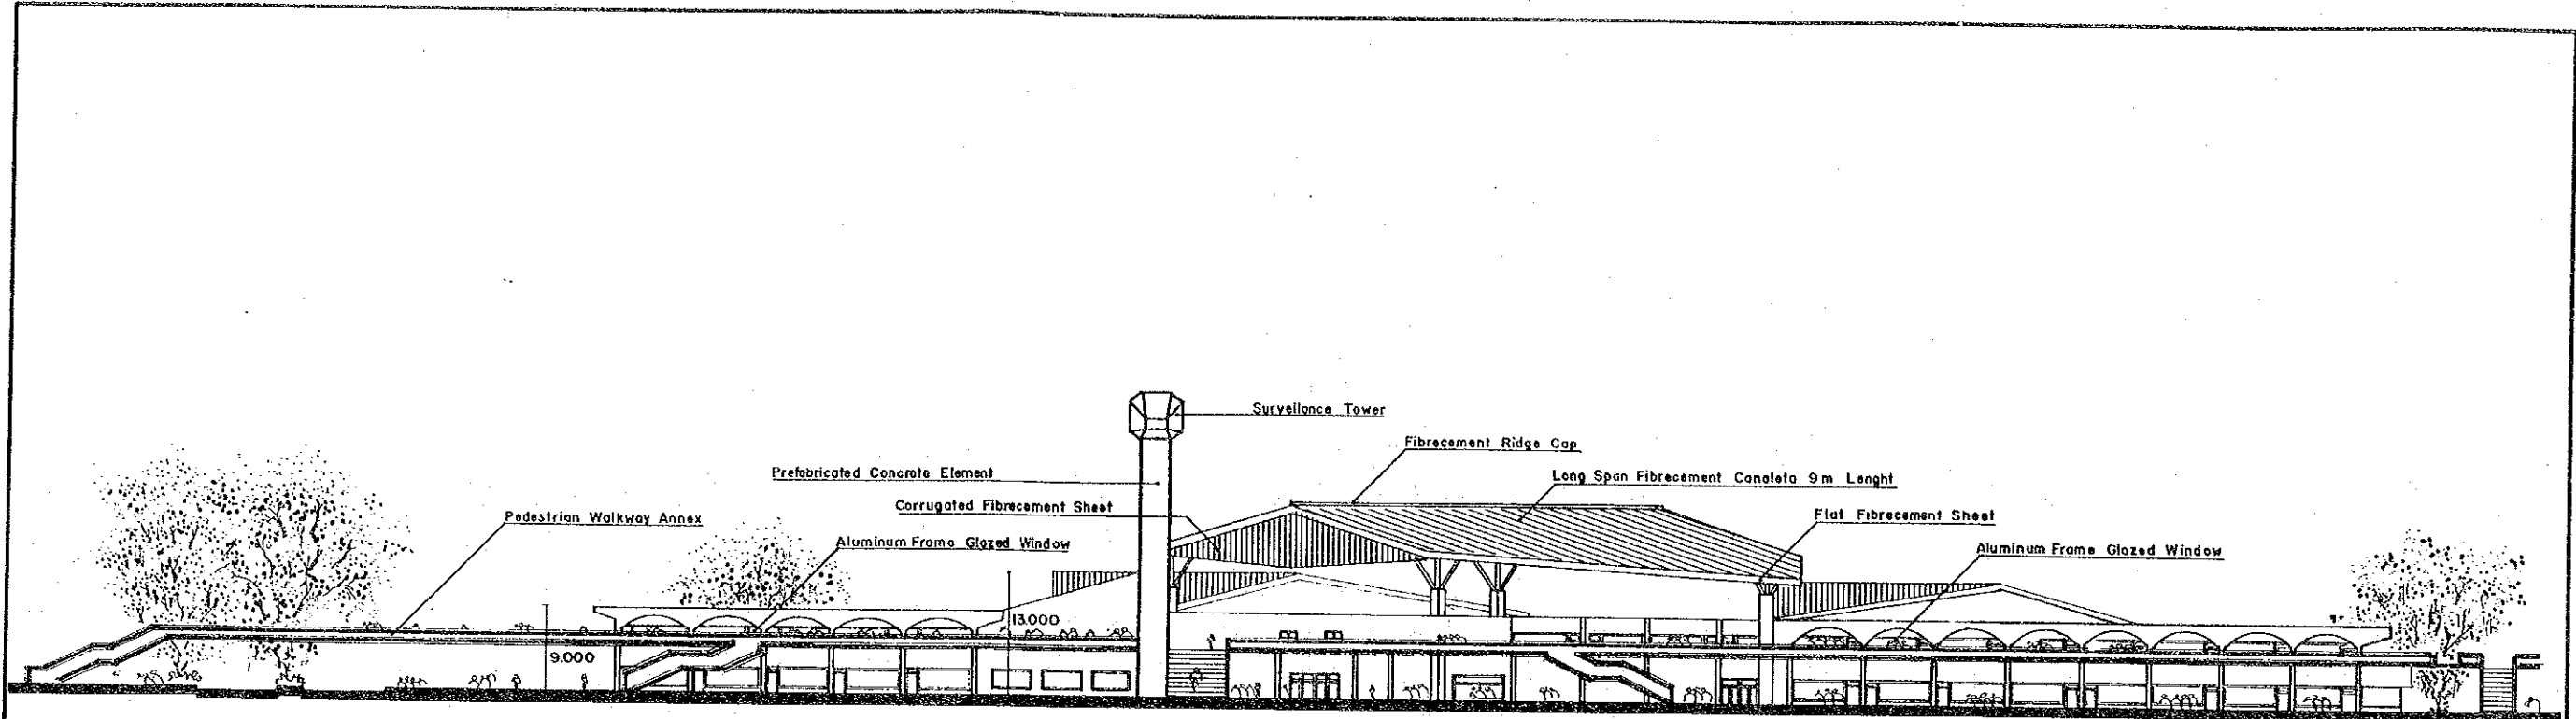 Survellance Tower
Fibrecement Ridge Cap
Prefabricated Concrete Element
Long Span Fibrecement Canaleta 9m Lenght
Corrugated Fibrecement Sheet
Flat Fibrecement Sheet
Pedestrian Walkway Annex
Aluminum Frame Glazed Window
Aluminum Frame Glazed Window
13.000
9.000